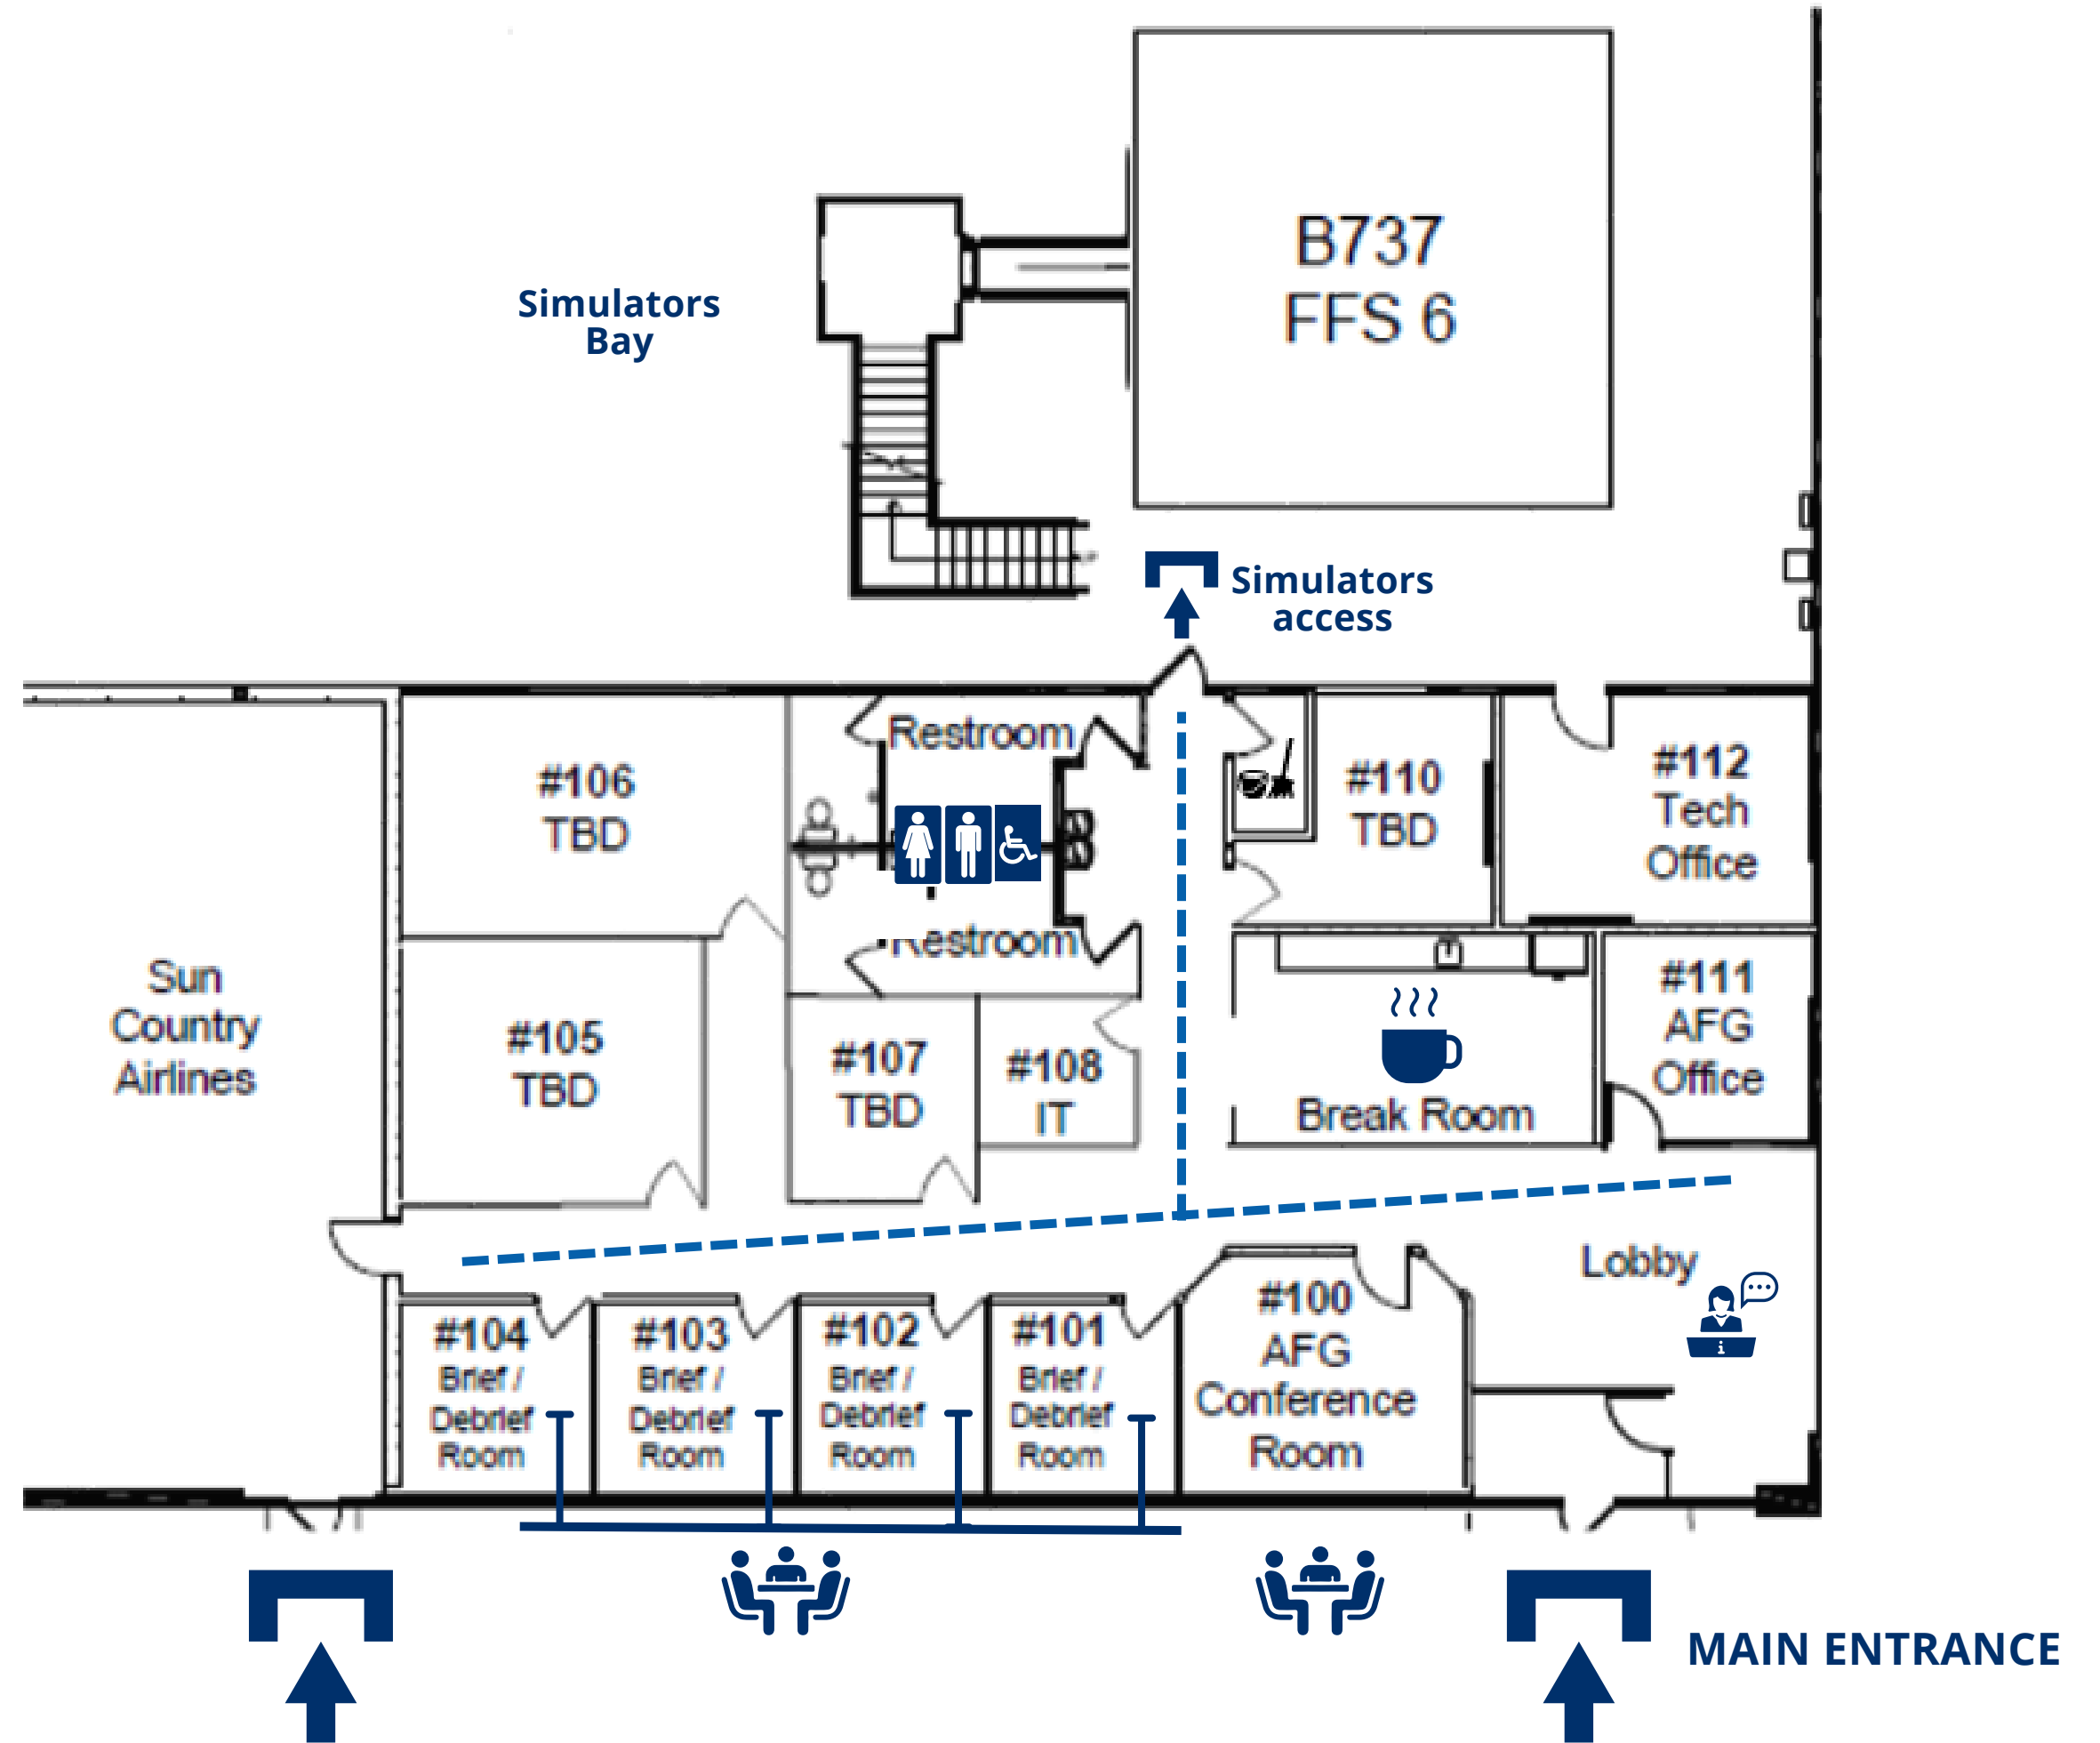 B737
FFS 6
Simulators
Bay
Simulators
access
Restroom
#106
TBD
#110
TBD
#112
Tech
Office
Restroom
Sun
Country
Airlines
#105
TBD
#107
TBD
#108
IT
Break Room
#111
AFG
Office
Lobby
#104
Brief /
Debrief
Room
#103
Brief /
Debrief
Room
#102
Brief /
Debrief
Room
#101
Brief /
Debrief
Room
#100
AFG
Conference
Room
i
MAIN ENTRANCE